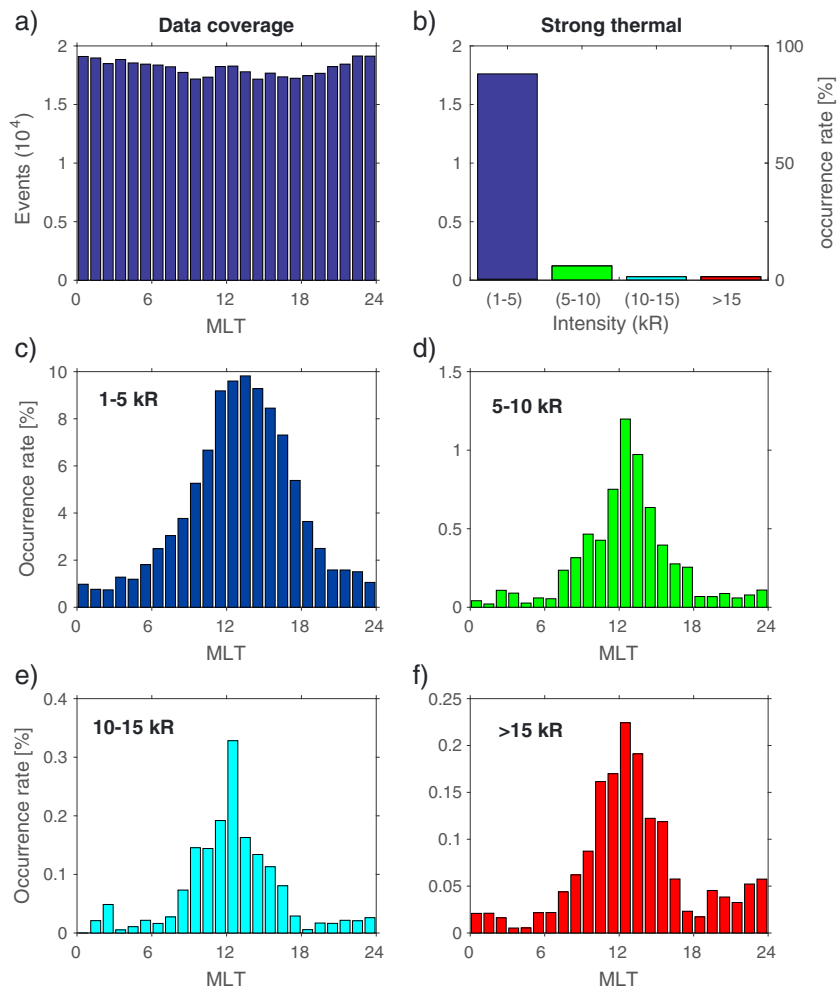 a)
Data coverage
2
1.5
1
0.5
0
Events (10^4)
0 6 12 18 24
MLT
b)
Strong thermal
2
1.5
1
0.5
0
100
50
0
occurrence rate [%]
(1-5) (5-10) (10-15) >15
Intensity (kR)
c)
1-5 kR
10
8
6
4
2
0
Occurrence rate [%]
0 6 12 18 24
MLT
d)
5-10 kR
1.5
1
0.5
0
0 6 12 18 24
MLT
e)
10-15 kR
0.4
0.3
0.2
0.1
0
Occurrence rate [%]
0 6 12 18 24
MLT
f)
>15 kR
0.25
0.2
0.15
0.1
0.05
0
0 6 12 18 24
MLT